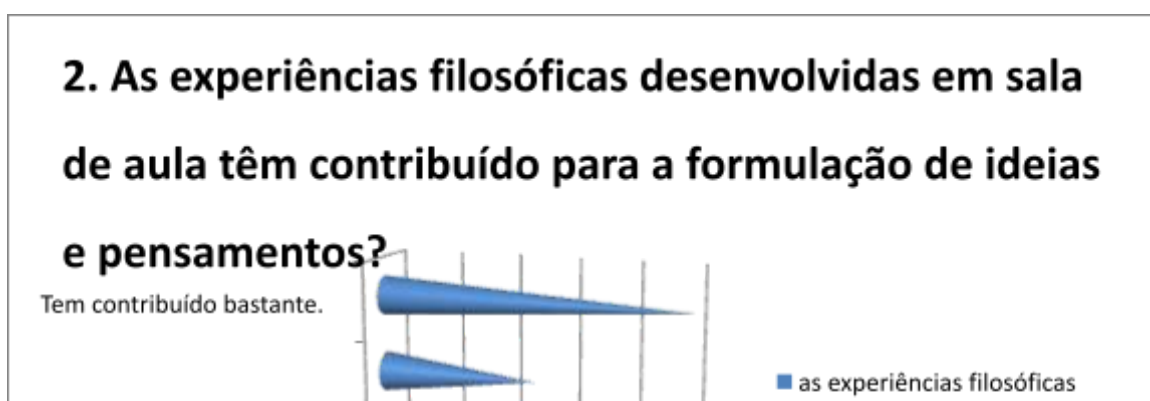 2. As experiências filosóficas desenvolvidas em sala
de aula têm contribuído para a formulação de ideias
e pensamentos?
Tem contribuído bastante.
as experiências filosóficas